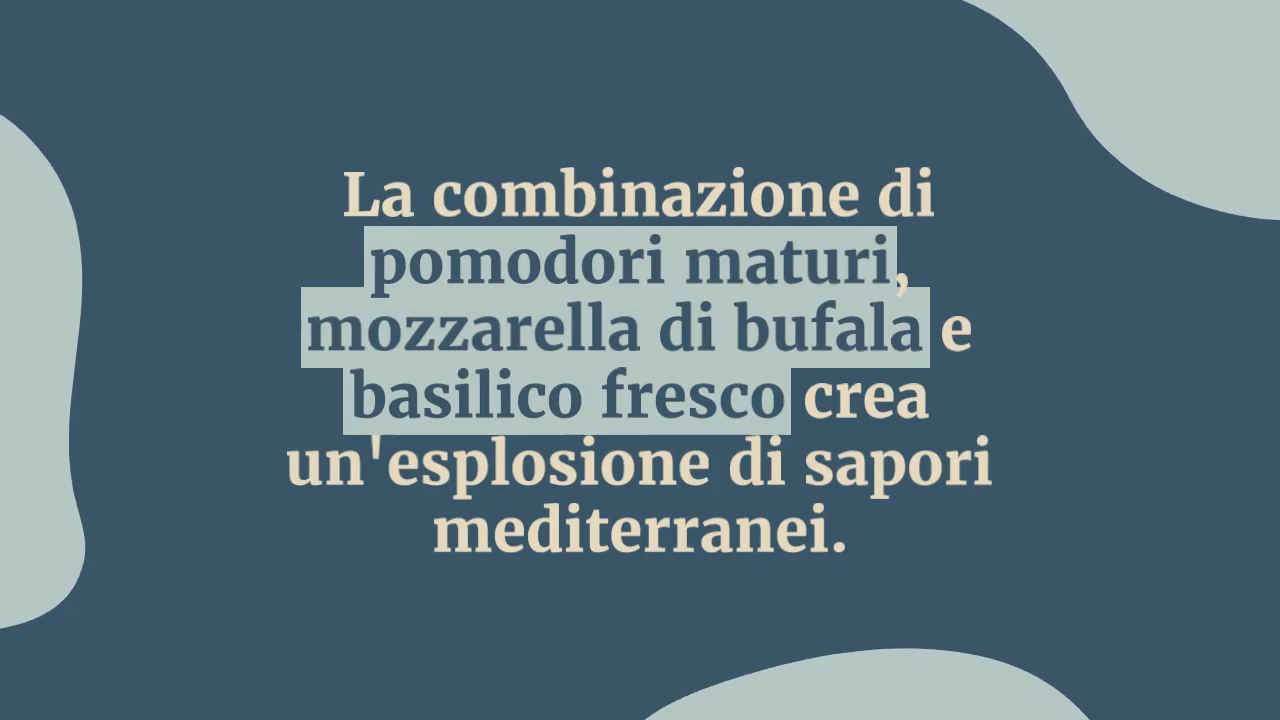 La combinazione di
pomodori maturi,
mozzarella di bufala e
basilico fresco crea
un'esplosione di sapori
mediterranei.